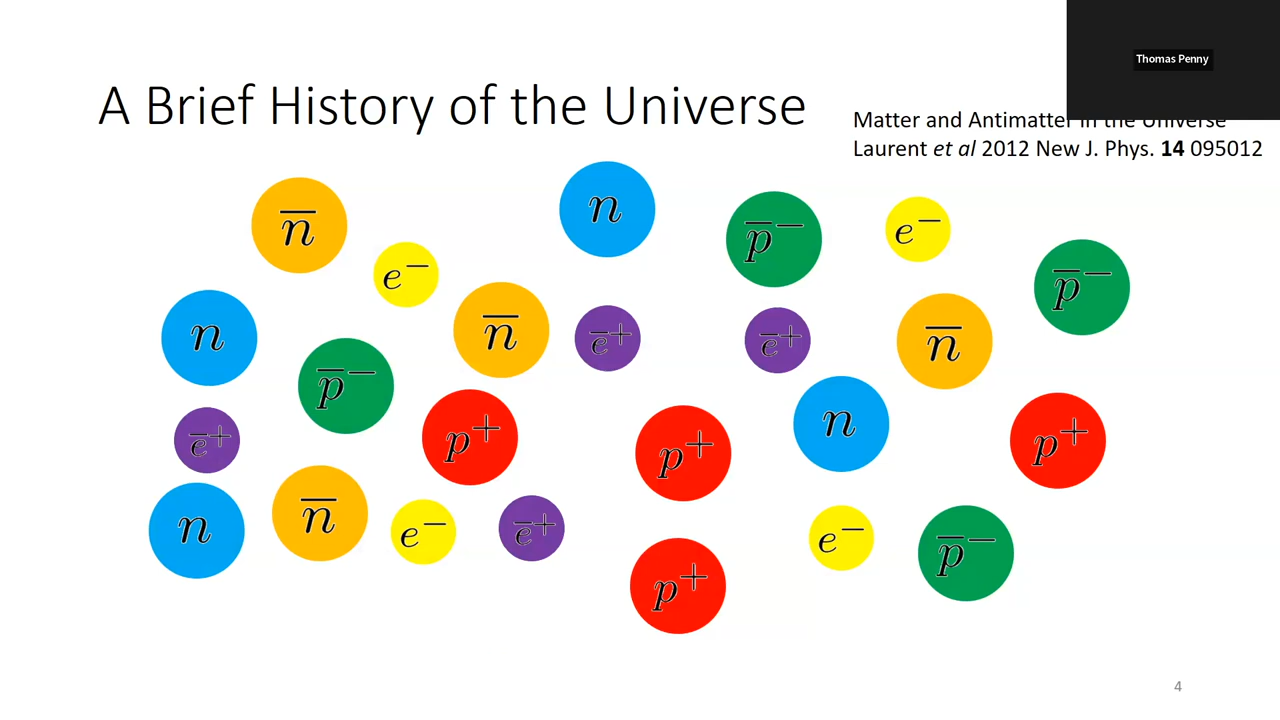 Thomas Penny
A Brief History of the Universe
Matter and Antimatter in the Universe
Laurent et al 2012 New J. Phys. 14 095012
n
n̅
p̅⁻
e⁻
e⁻
p̅⁻
n
n̅
e̅⁺
e̅⁺
n̅
p̅⁻
e̅⁺
p⁺
p⁺
n
p⁺
n
n̅
e⁻
e̅⁺
e⁻
p̅⁻
p⁺
4